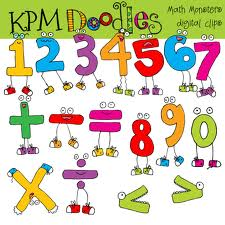 KPM Doodles
Math Monsters
digital clips
1234567
+-=890
×÷<>